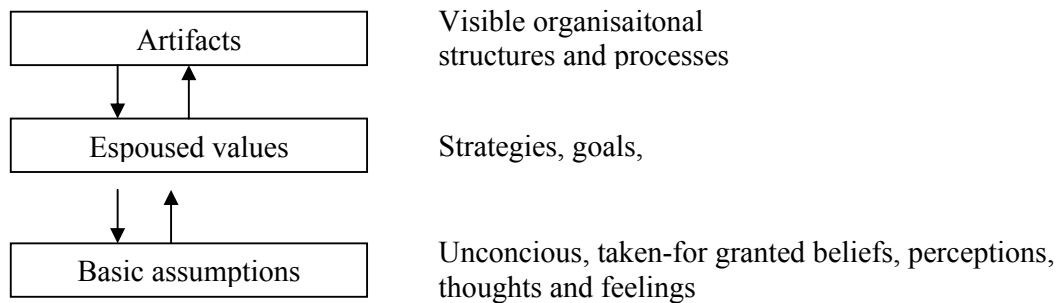 Artifacts
Visible organisaitonal
structures and processes
Espoused values
Strategies, goals,
Basic assumptions
Unconcious, taken-for granted beliefs, perceptions,
thoughts and feelings